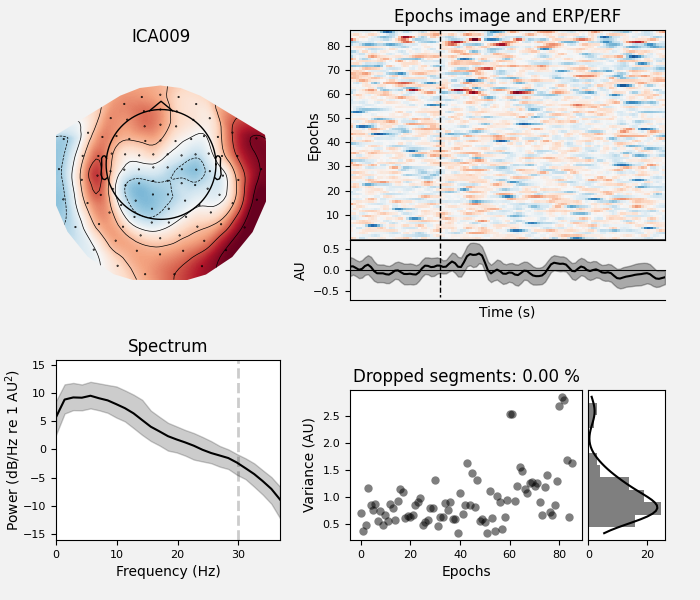 ICA009
Epochs image and ERP/ERF
Epochs
80
70
60
50
40
30
20
10
AU
0.5
0.0
−0.5
Time (s)
Spectrum
Power (dB/Hz re 1 AU²)
15
10
5
0
−5
−10
−15
0 10 20 30
Frequency (Hz)
Dropped segments: 0.00 %
Variance (AU)
2.5
2.0
1.5
1.0
0.5
0 20 40 60 80
Epochs
0 20